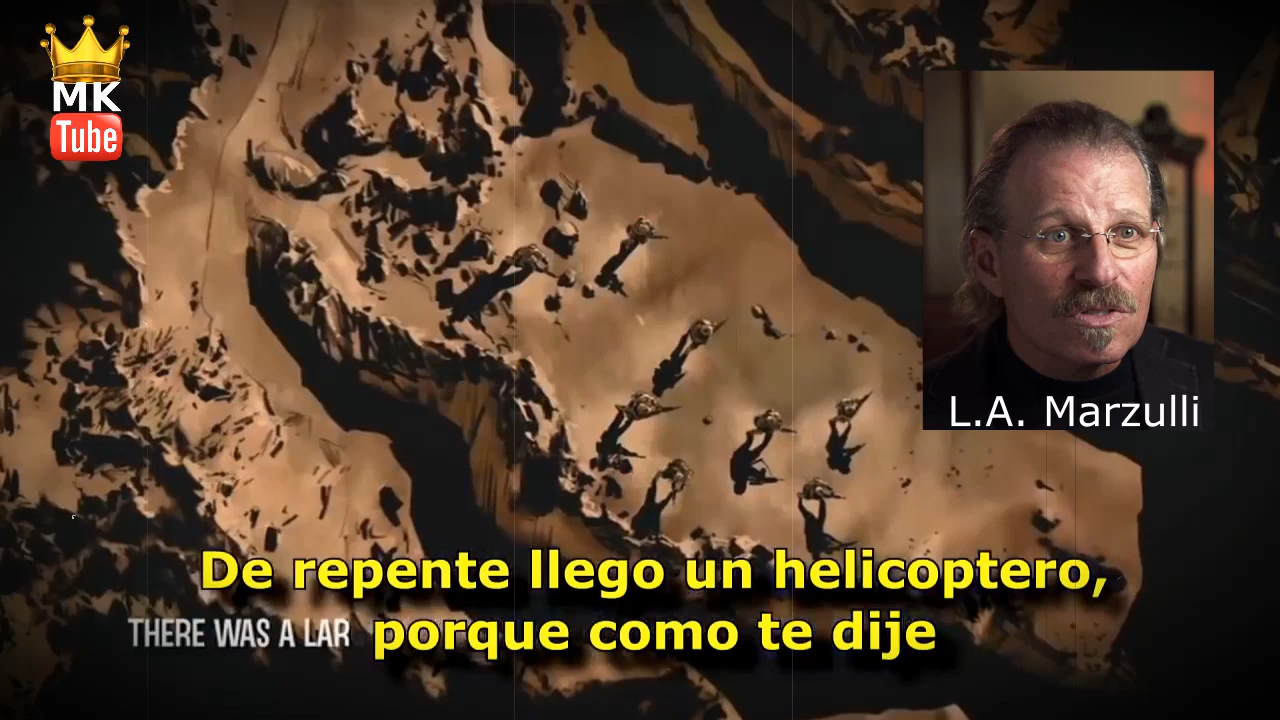 MK
Tube
L.A. Marzulli
De repente llego un helicoptero,
THERE WAS A LAR
porque como te dije